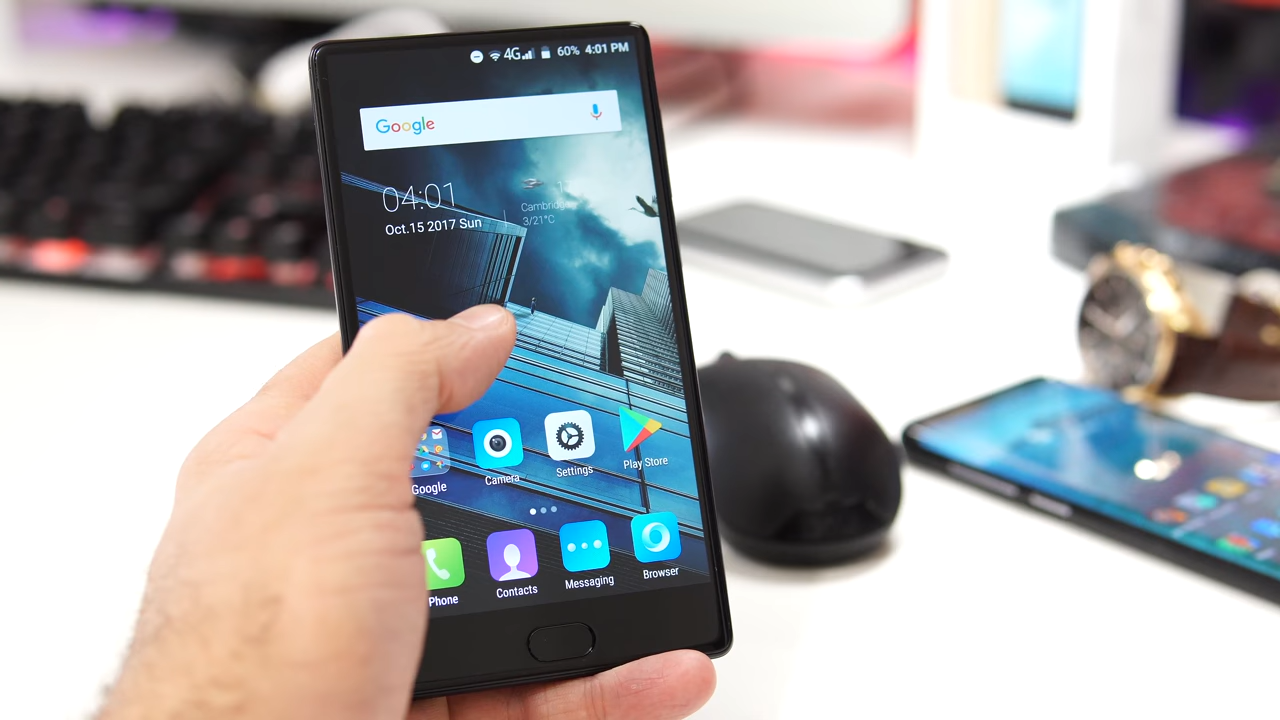 4G 60% 4:01 PM
Google
04:01
Oct.15 2017 Sun
Cambridge
3/21°C
Google
Camera
Settings
Play Store
Phone
Contacts
Messaging
Browser